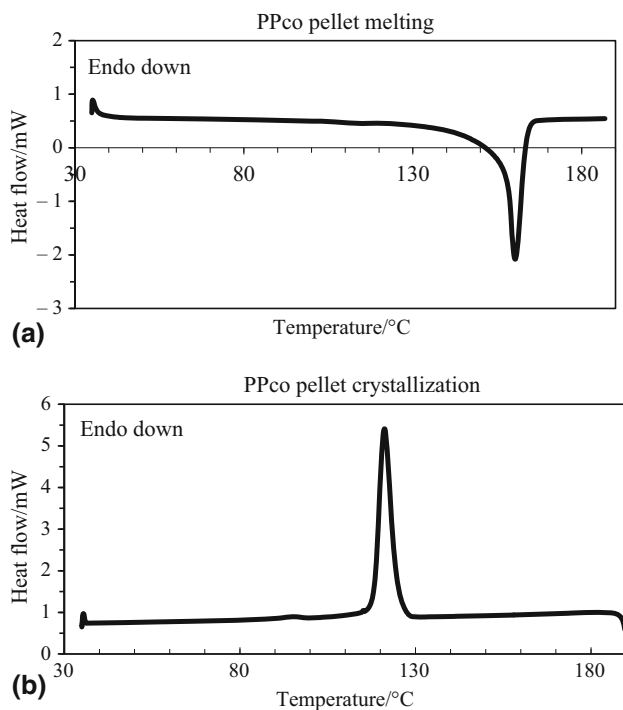 PPco pellet melting
Endo down
Heat flow/mW
2
1
0
– 1
– 2
– 3
30 80 130 180
Temperature/°C
(a)
PPco pellet crystallization
Endo down
Heat flow/mW
6
5
4
3
2
1
0
30 80 130 180
Temperature/°C
(b)